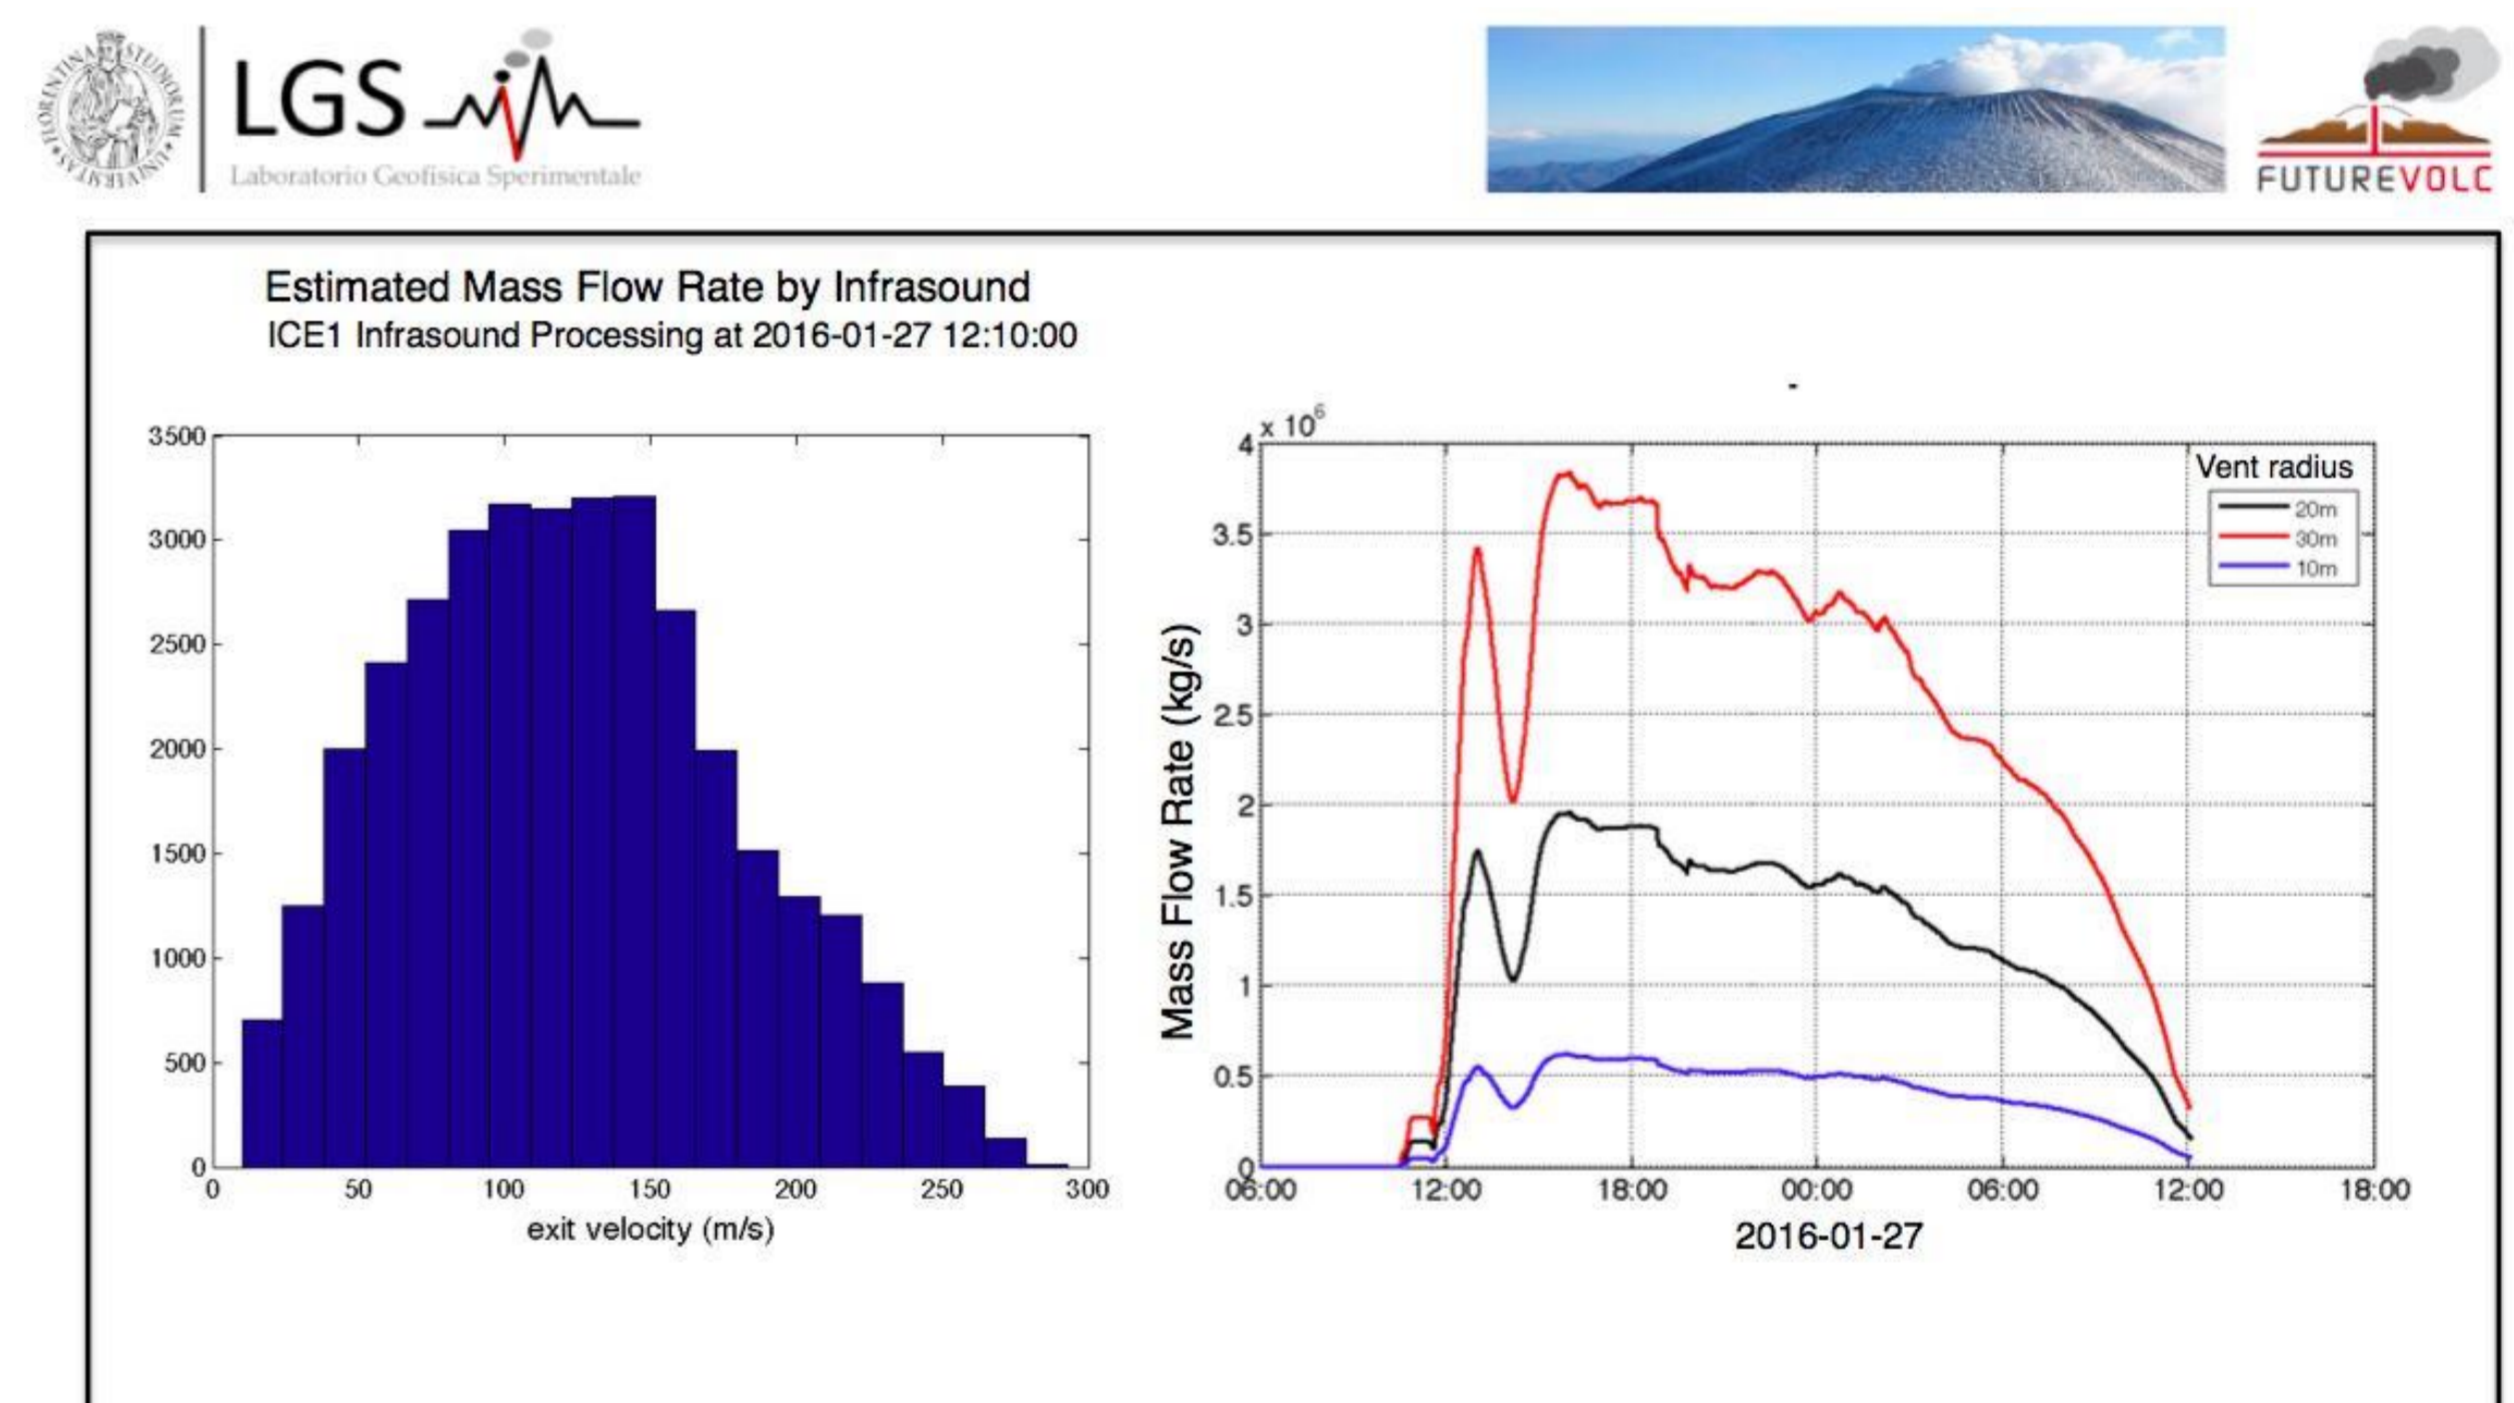 FLORENTINA STUDIORUM UNIVERSITAS
LGS
Laboratorio Geofisica Sperimentale
FUTUREVOLC
Estimated Mass Flow Rate by Infrasound
ICE1 Infrasound Processing at 2016-01-27 12:10:00
3500
3000
2500
2000
1500
1000
500
0
0 50 100 150 200 250 300
exit velocity (m/s)
x 10⁶
4
3.5
3
2.5
2
1.5
1
0.5
0
Mass Flow Rate (kg/s)
Vent radius
20m
30m
10m
06:00 12:00 18:00 00:00 06:00 12:00 18:00
2016-01-27